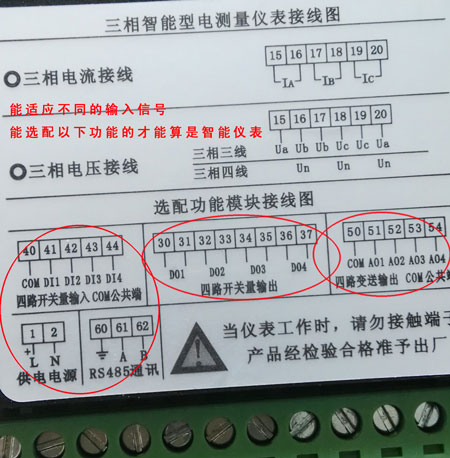 三相智能型电测量仪表接线图
15 16 17 18 19 20
三相电流接线
IA IB IC
能适应不同的输入信号
能选配以下功能的才能算是智能仪表
15 16 17 18 19 20
三相三线 Ua Ub Ub Uc Uc Ua
三相电压接线
三相四线 Un Un Un
选配功能模块接线图
40 41 42 43 44
30 31 32 33 34 35 36 37
50 51 52 53 54
COM DI1 DI2 DI3 DI4
DO1 DO2 DO3 DO4
COM AO1 AO2 AO3 AO4
四路开关量输入 COM公共端
四路开关量输出
四路变送输出 COM公共端
1 2
60 61 62
+ L N
A B
供电电源
RS485通讯
当仪表工作时,请勿接触端子
产品经检验合格准予出厂